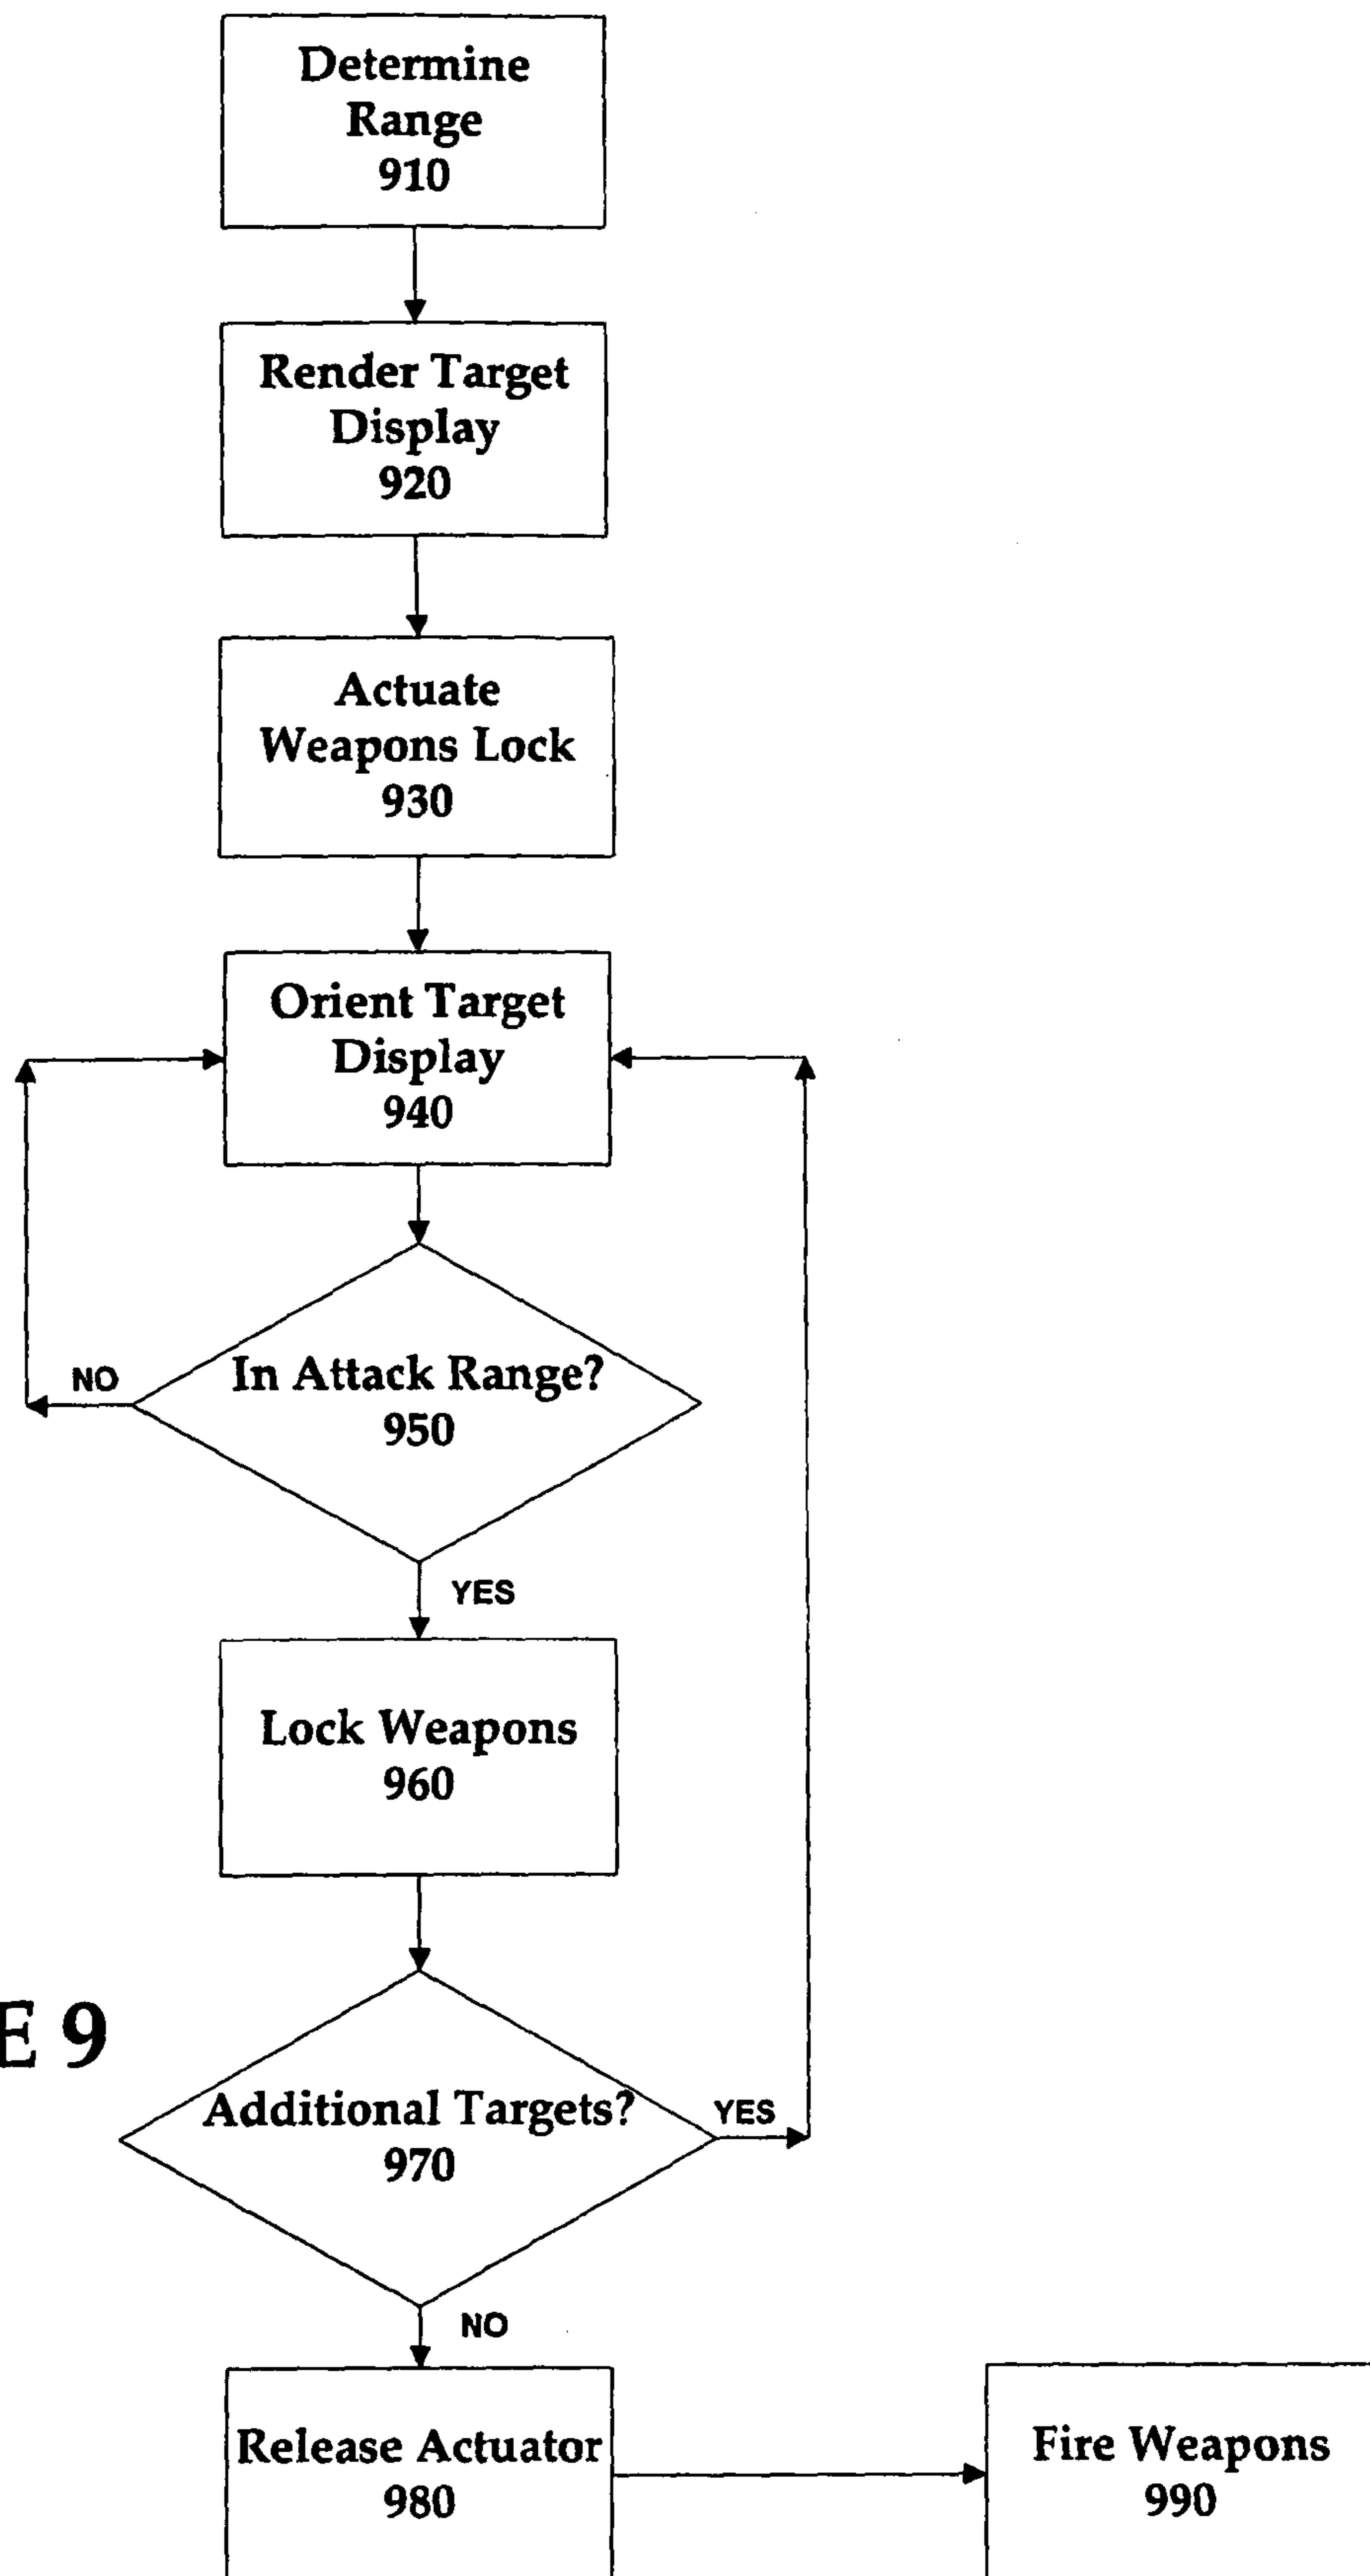 Determine
Range
910
Render Target
Display
920
Actuate
Weapons Lock
930
Orient Target
Display
940
In Attack Range?
950
NO
YES
Lock Weapons
960
E 9
Additional Targets?
970
YES
NO
Release Actuator
980
Fire Weapons
990